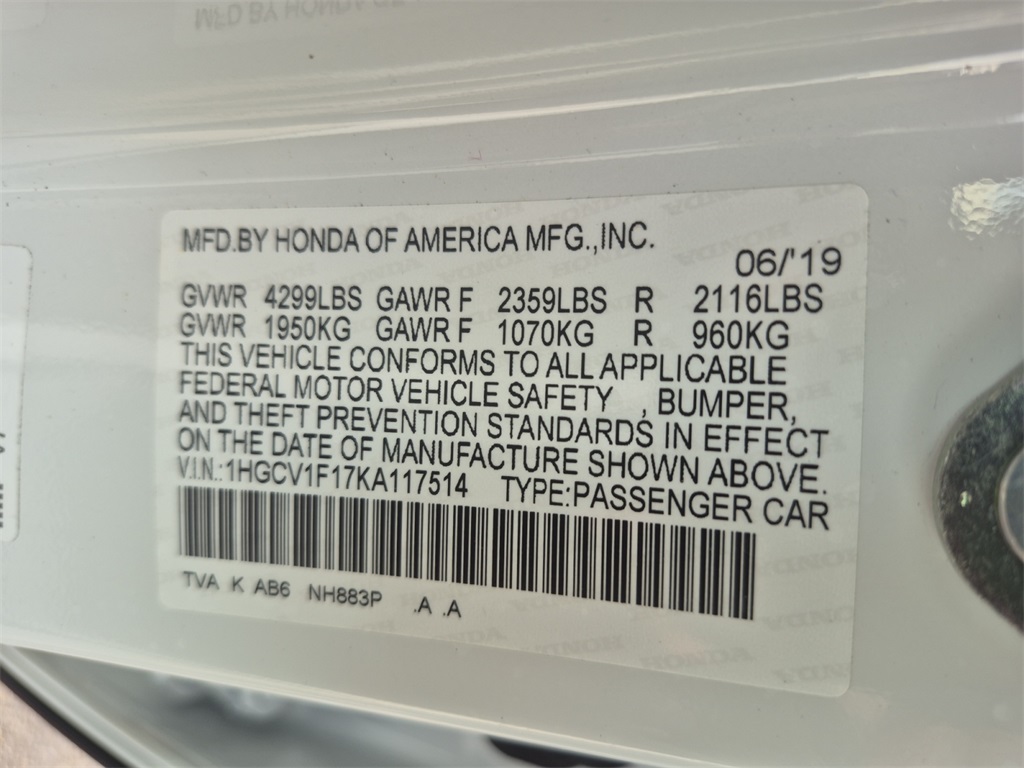 MFD.BY HONDA OF AMERICA MFG.,INC.
06/'19
GVWR 4299LBS GAWR F 2359LBS R 2116LBS
GVWR 1950KG GAWR F 1070KG R 960KG
THIS VEHICLE CONFORMS TO ALL APPLICABLE
FEDERAL MOTOR VEHICLE SAFETY , BUMPER,
AND THEFT PREVENTION STANDARDS IN EFFECT
ON THE DATE OF MANUFACTURE SHOWN ABOVE.
V.I.N.:1HGCV1F17KA117514 TYPE:PASSENGER CAR
TVA K AB6 NH883P .A .A